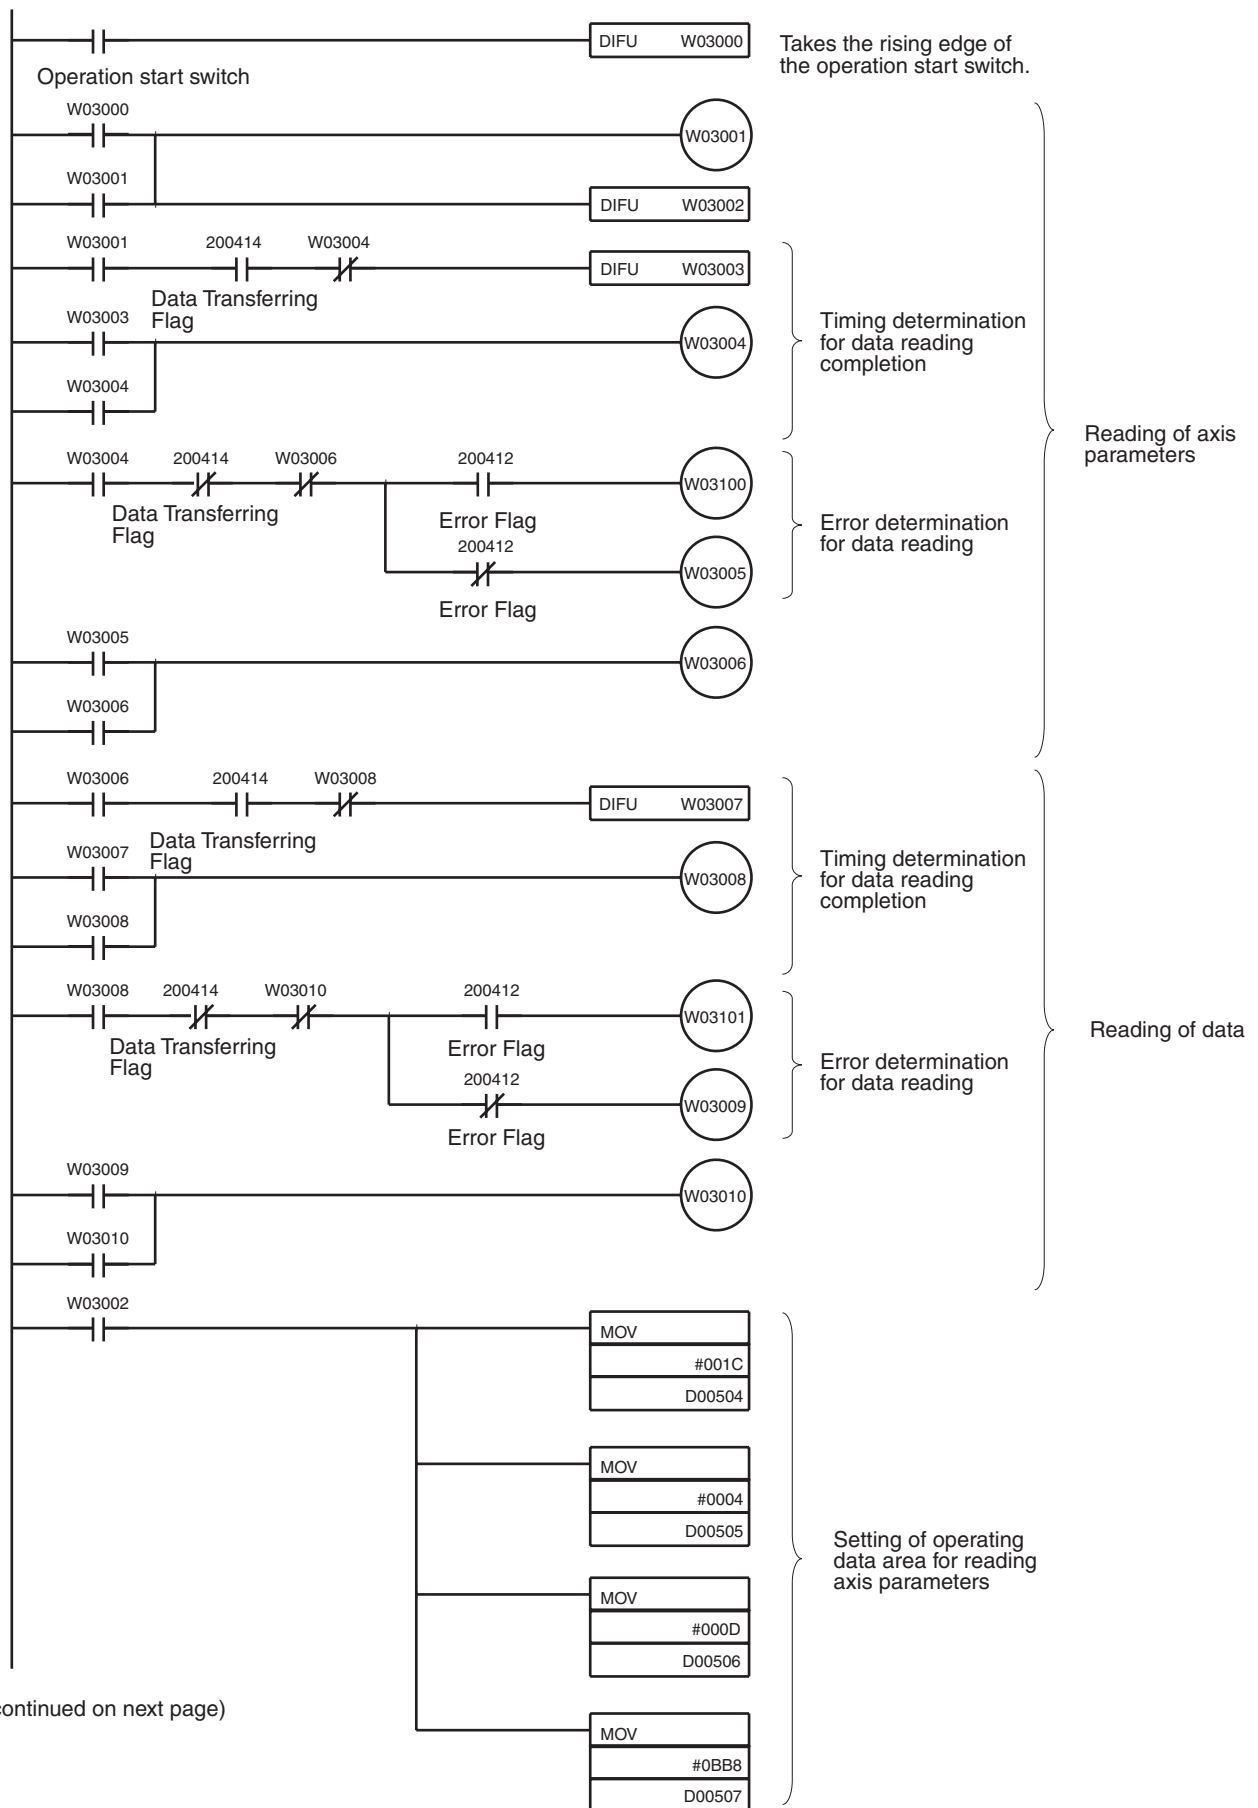 DIFU W03000
Takes the rising edge of
the operation start switch.
Operation start switch
W03000
W03001
W03001
DIFU W03002
W03001 200414 W03004
DIFU W03003
Data Transferring
Flag
W03003
W03004
W03004
Timing determination
for data reading
completion
Reading of axis
parameters
W03004 200414 W03006 200412
W03100
Data Transferring
Flag
Error Flag
200412
W03005
Error Flag
Error determination
for data reading
W03005
W03006
W03006
W03006 200414 W03008
DIFU W03007
Data Transferring
Flag
W03007
W03008
W03008
Timing determination
for data reading
completion
Reading of data
W03008 200414 W03010 200412
W03101
Data Transferring
Flag
Error Flag
200412
W03009
Error Flag
Error determination
for data reading
W03009
W03010
W03010
W03002
MOV
#001C
D00504
MOV
#0004
D00505
Setting of operating
data area for reading
axis parameters
MOV
#000D
D00506
continued on next page)
MOV
#0BB8
D00507